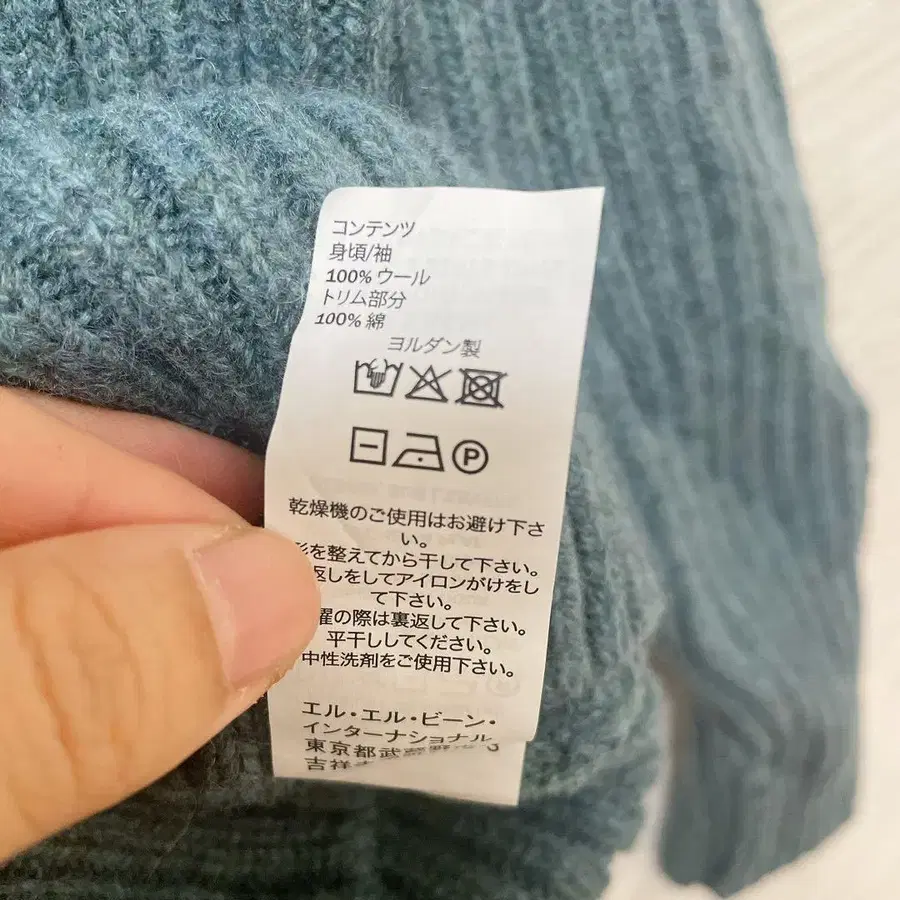 コンテンツ
身頃/袖
100% ウール
トリム部分
100% 綿
ヨルダン製
P
乾燥機のご使用はお避け下さ
い。
を整えてから干して下さい。
返しをしてアイロンがけをし
て下さい。
の際は裏返して下さい。
平干ししてください。
中性洗剤をご使用下さい。
エル・エル・ビーン・
インターナショナル
東京都武蔵野
吉祥